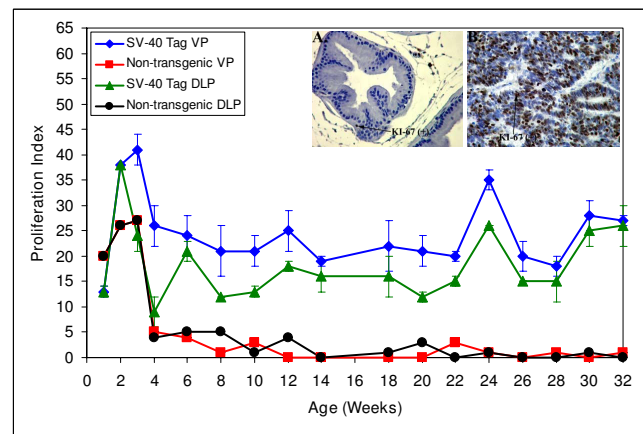 65
60
55
50
45
40
35
30
25
20
15
10
5
0
Proliferation Index
SV-40 Tag VP
Non-transgenic VP
SV-40 Tag DLP
Non-transgenic DLP
A
KI-67 (+)
B
KI-67 (+)
0 2 4 6 8 10 12 14 16 18 20 22 24 26 28 30 32
Age (Weeks)